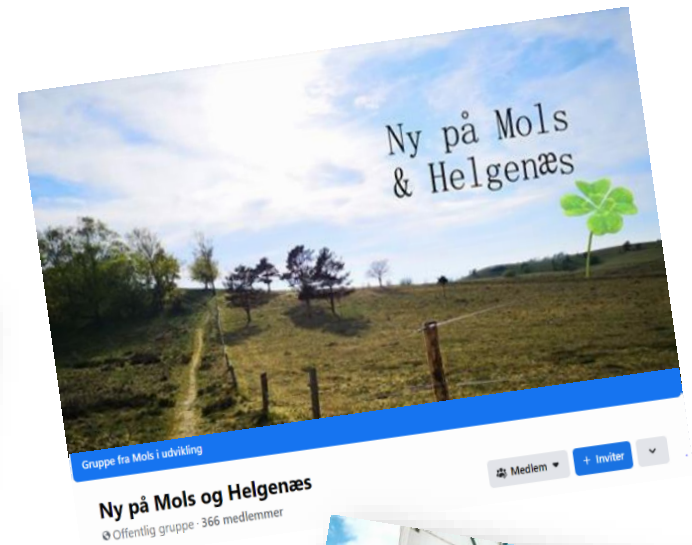 Ny på Mols
& Helgenæs
Gruppe fra Mols i udvikling
Ny på Mols og Helgenæs
Offentlig gruppe · 366 medlemmer
Medlem
+ Inviter